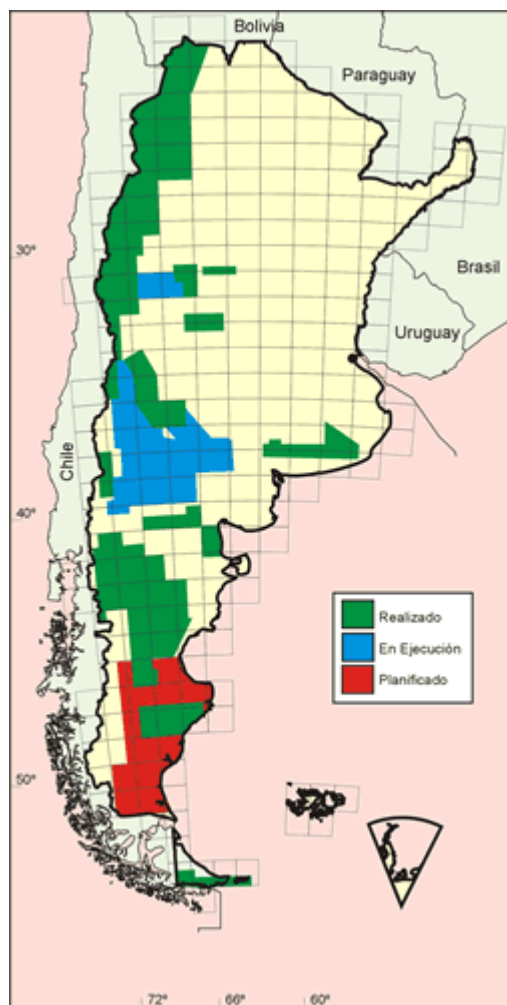 Bolivia
Paraguay
30°
Brasil
Uruguay
Chile
40°
Realizado
En Ejecución
Planificado
50°
72°
66°
60°